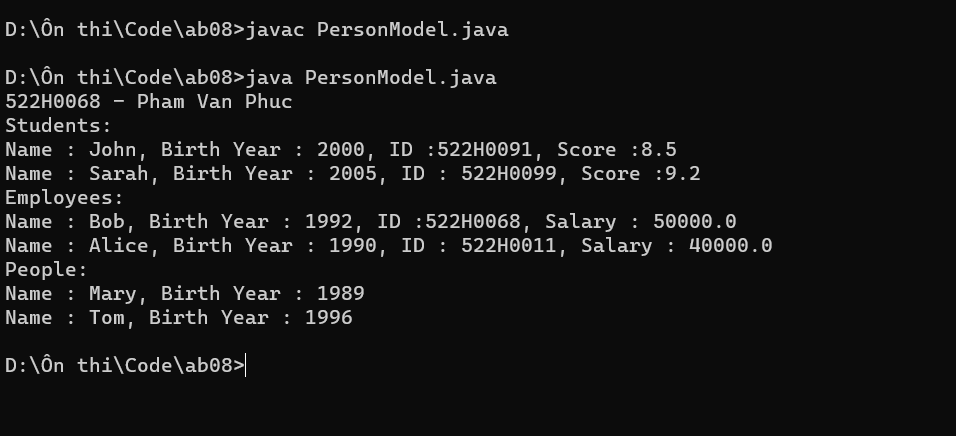 D:\Ôn thi\Code\ab08>javac PersonModel.java
D:\Ôn thi\Code\ab08>java PersonModel.java
522H0068 - Pham Van Phuc
Students:
Name : John, Birth Year : 2000, ID :522H0091, Score :8.5
Name : Sarah, Birth Year : 2005, ID : 522H0099, Score :9.2
Employees:
Name : Bob, Birth Year : 1992, ID :522H0068, Salary : 50000.0
Name : Alice, Birth Year : 1990, ID : 522H0011, Salary : 40000.0
People:
Name : Mary, Birth Year : 1989
Name : Tom, Birth Year : 1996
D:\Ôn thi\Code\ab08>